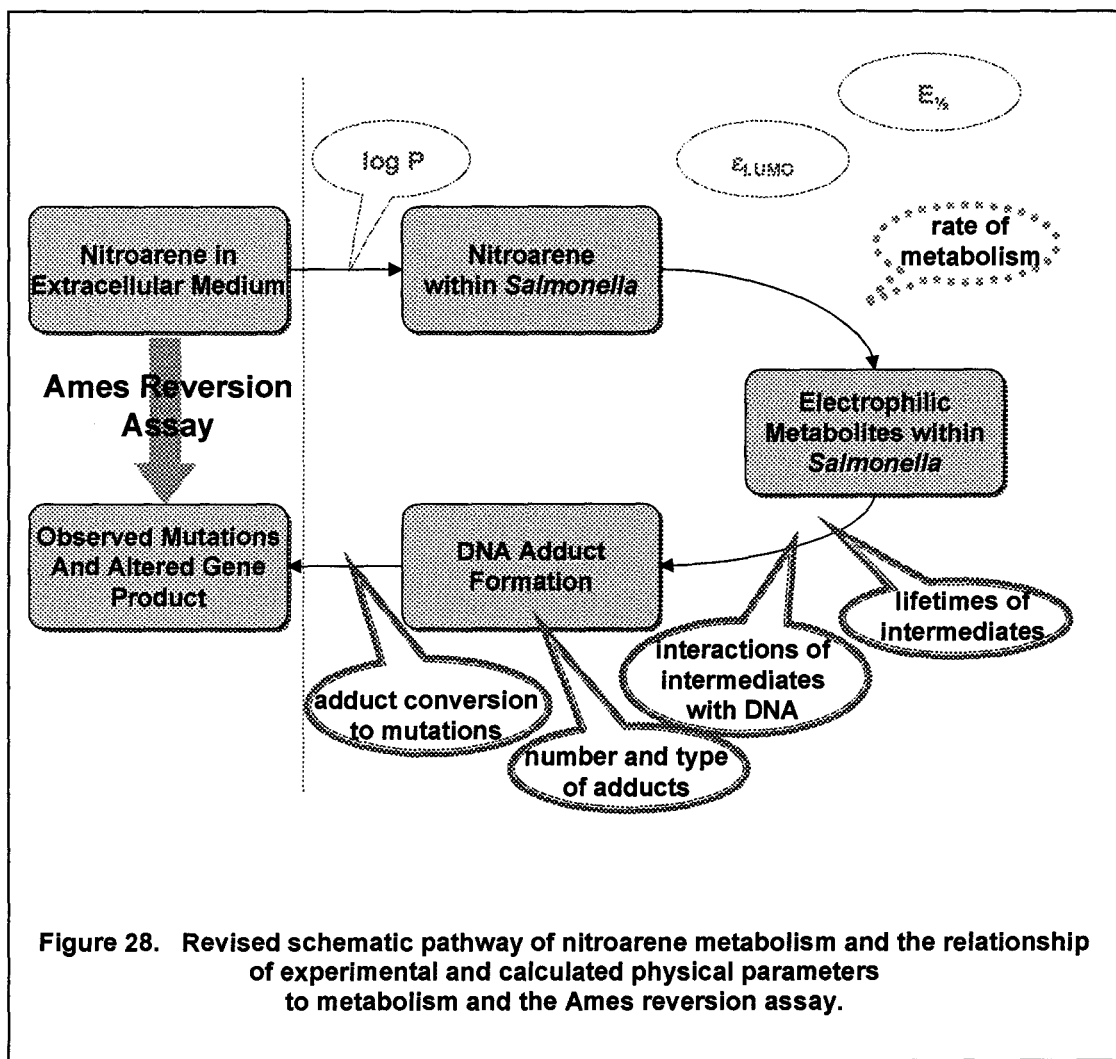 E½
log P
εLUMO
rate of
metabolism
Nitroarene in
Extracellular Medium
Nitroarene
within Salmonella
Ames Reversion
Assay
Electrophilic
Metabolites within
Salmonella
Observed Mutations
And Altered Gene
Product
DNA Adduct
Formation
lifetimes of
intermediates
interactions of
intermediates
with DNA
adduct conversion
to mutations
number and type
of adducts
Figure 28. Revised schematic pathway of nitroarene metabolism and the relationship
of experimental and calculated physical parameters
to metabolism and the Ames reversion assay.